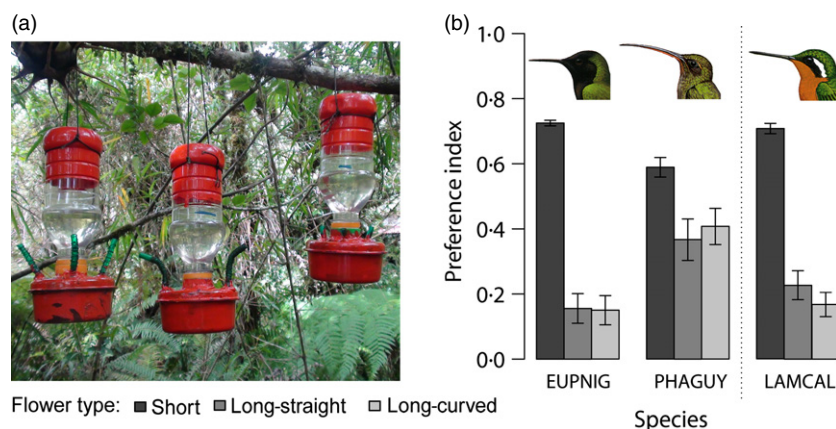 (a)
(b)
Preference index
1·0
0·8
0·6
0·4
0·2
0·0
EUPNIG PHAGUY LAMCAL
Species
Flower type: Short Long-straight Long-curved